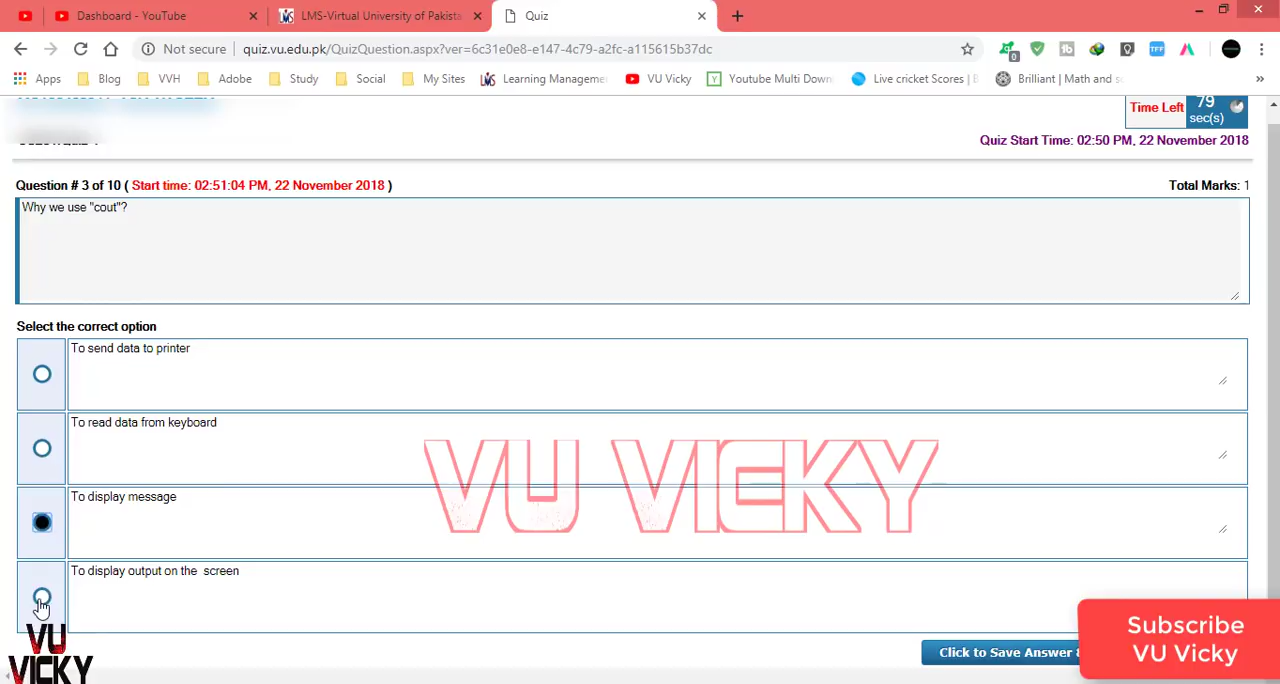 Dashboard - YouTube
LMS-Virtual University of Pakista
Quiz
Not secure
quiz.vu.edu.pk/QuizQuestion.aspx?ver=6c31e0e8-e147-4c79-a2fc-a115615b37dc
0
tb
TFF
Apps
Blog
VVH
Adobe
Study
Social
My Sites
Learning Manageme
VU Vicky
Youtube Multi Down
Live cricket Scores | B
Brilliant | Math and s
»
Time Left
79
sec(s)
Quiz Start Time: 02:50 PM, 22 November 2018
Question # 3 of 10 ( Start time: 02:51:04 PM, 22 November 2018 )
Total Marks: 1
Why we use "cout"?
Select the correct option
To send data to printer
To read data from keyboard
To display message
To display output on the screen
VU VICKY
Click to Save Answer
Subscribe
VU Vicky
VU
VICKY